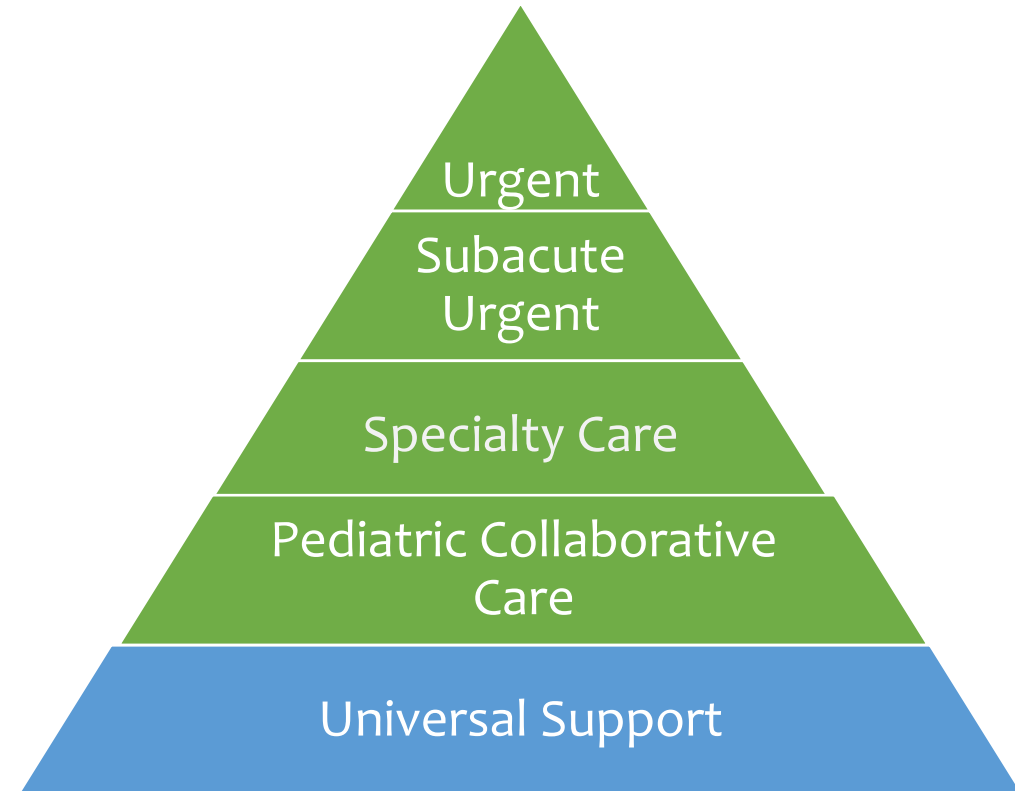 Urgent
Subacute
Urgent
Specialty Care
Pediatric Collaborative
Care
Universal Support